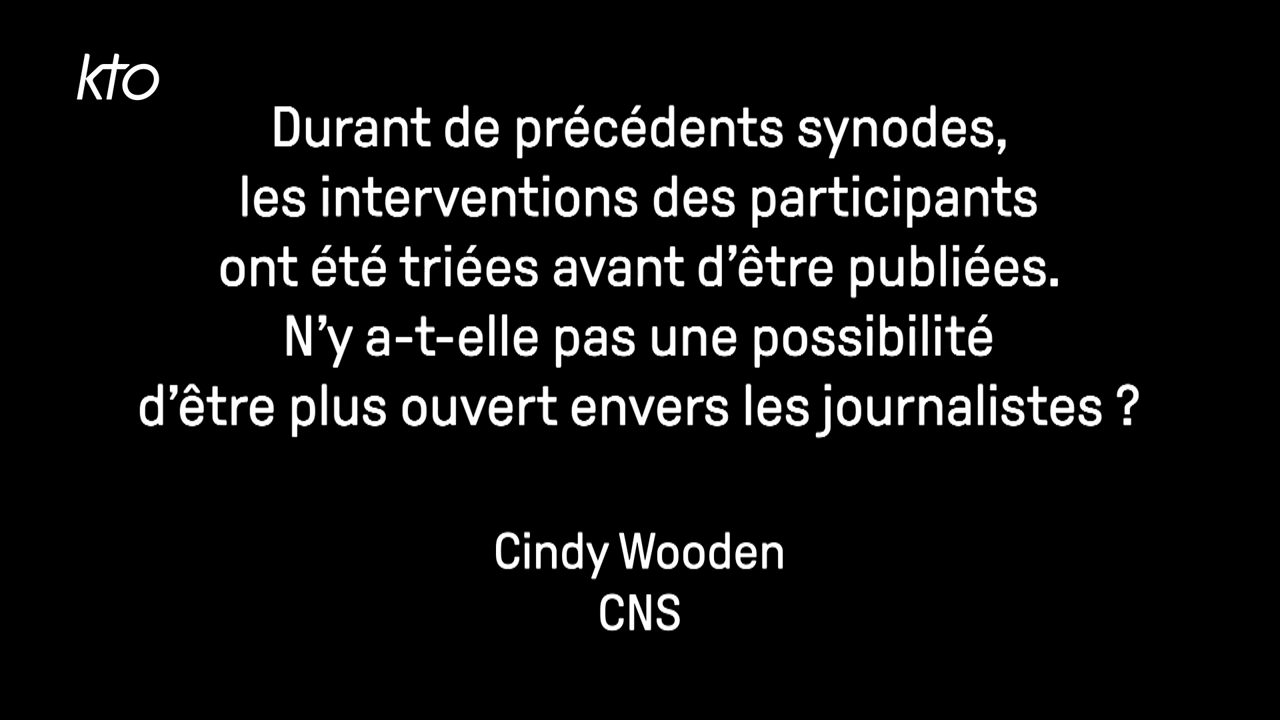 kto
Durant de précédents synodes,
les interventions des participants
ont été triées avant d’être publiées.
N’y a-t-elle pas une possibilité
d’être plus ouvert envers les journalistes ?
Cindy Wooden
CNS